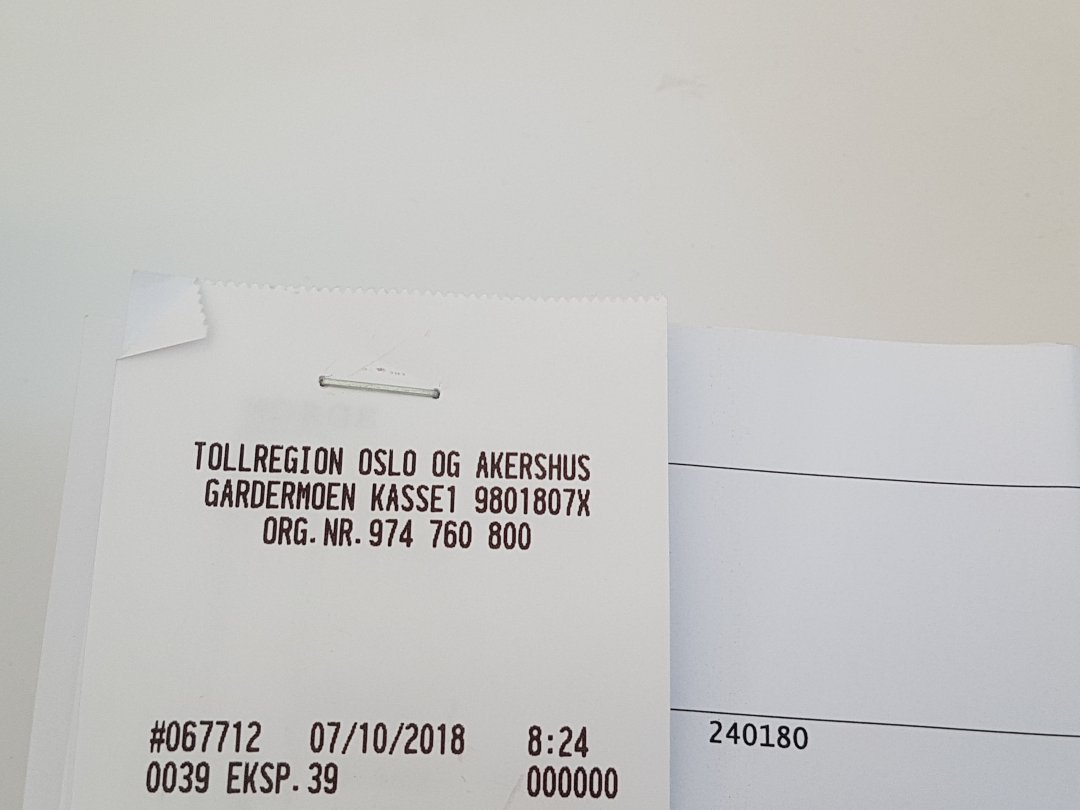 TOLLREGION OSLO OG AKERSHUS
GARDERMOEN KASSE1 9801807X
ORG.NR.974 760 800
#067712 07/10/2018 8:24
0039 EKSP.39 000000
240180